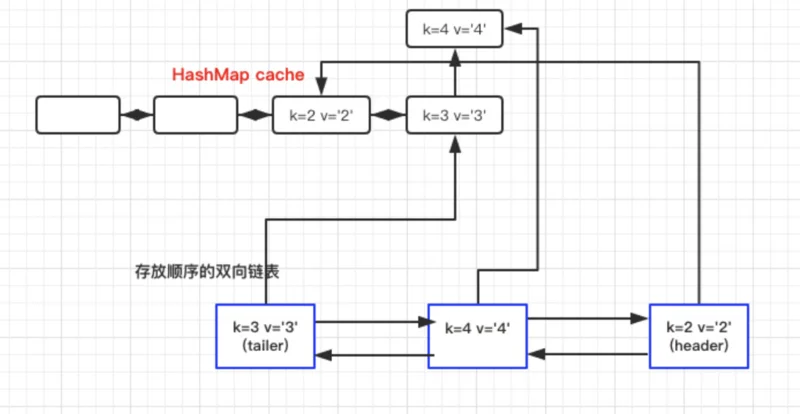 k=4 v='4'
HashMap cache
k=2 v='2'
k=3 v='3'
存放顺序的双向链表
k=3 v='3'
(tailer)
k=4 v='4'
k=2 v='2'
(header)